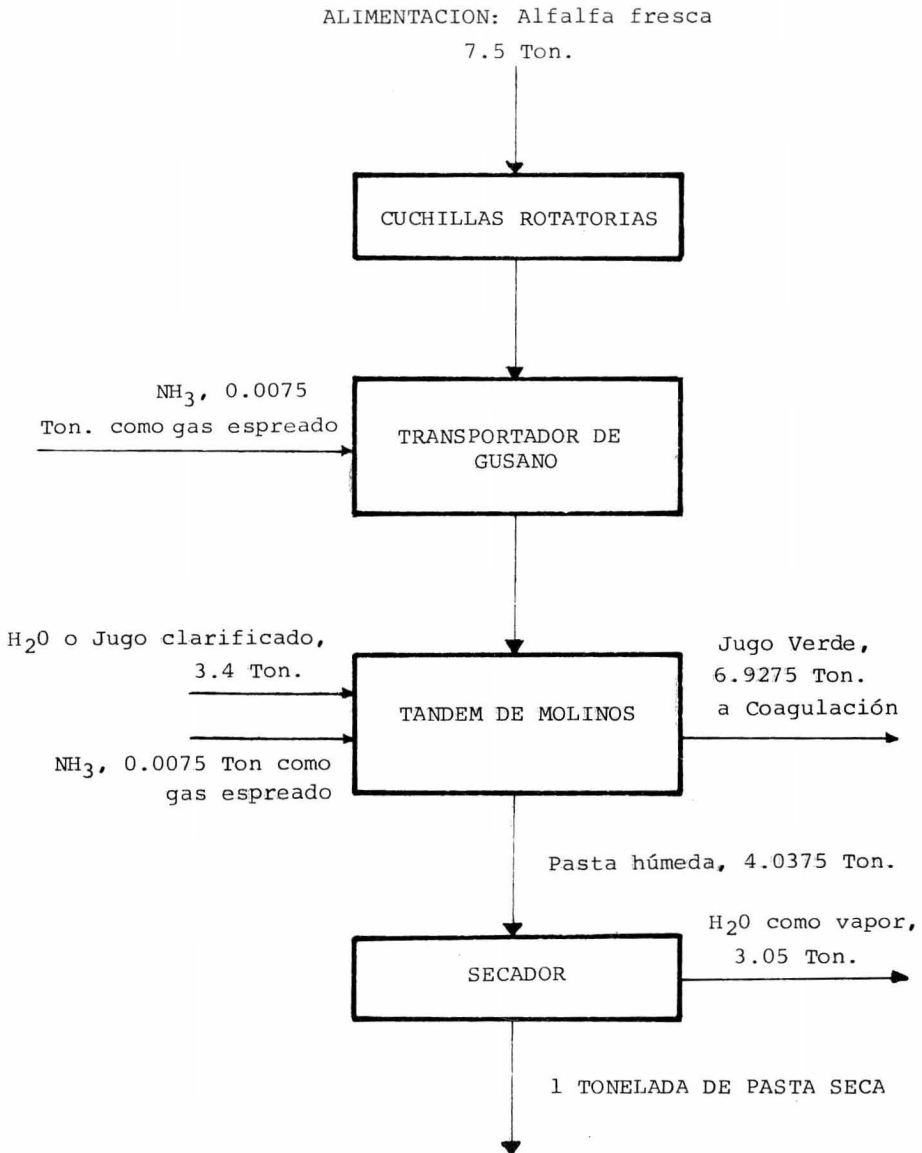 ALIMENTACION: Alfalfa fresca
7.5 Ton.
CUCHILLAS ROTATORIAS
NH₃, 0.0075
Ton. como gas espreado
TRANSPORTADOR DE
GUSANO
H₂0 o Jugo clarificado,
3.4 Ton.
NH₃, 0.0075 Ton como
gas espreado
TANDEM DE MOLINOS
Jugo Verde,
6.9275 Ton.
a Coagulación
Pasta húmeda, 4.0375 Ton.
H₂0 como vapor,
3.05 Ton.
SECADOR
1 TONELADA DE PASTA SECA